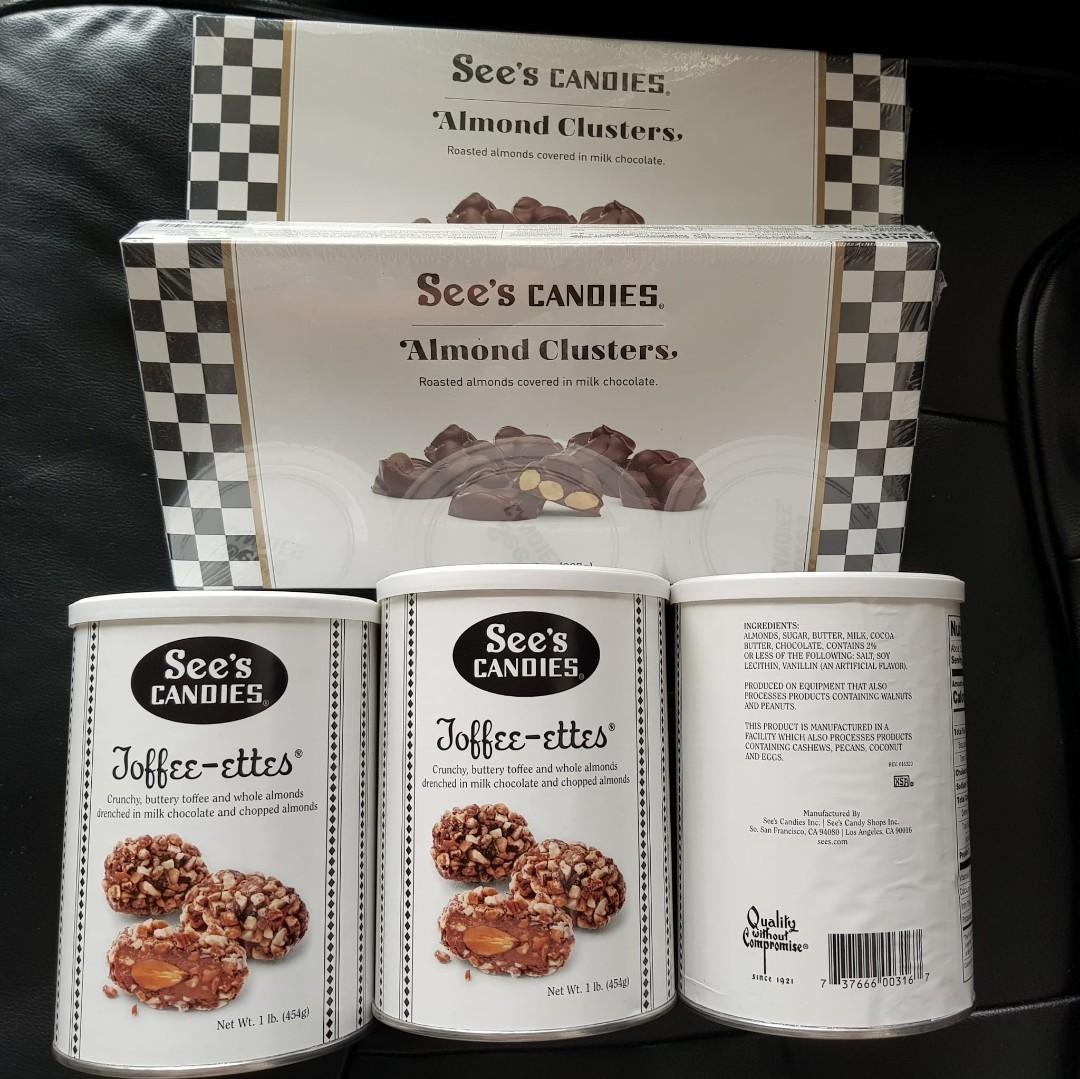 See's CANDIES®
Almond Clusters
Roasted almonds covered in milk chocolate.
See's CANDIES®
Almond Clusters
Roasted almonds covered in milk chocolate.
See's
CANDIES®
Toffee-ettes®
Crunchy, buttery toffee and whole almonds
drenched in milk chocolate and chopped almonds
Net Wt. 1 lb. (454g)
See's
CANDIES®
Toffee-ettes®
Crunchy, buttery toffee and whole almonds
drenched in milk chocolate and chopped almonds
Net Wt. 1 lb. (454g)
INGREDIENTS:
ALMONDS, SUGAR, BUTTER, MILK, COCOA
BUTTER, CHOCOLATE, CONTAINS 2%
OR LESS OF THE FOLLOWING: SALT, SOY
LECITHIN, VANILLIN (AN ARTIFICIAL FLAVOR).
PRODUCED ON EQUIPMENT THAT ALSO
PROCESSES PRODUCTS CONTAINING WALNUTS
AND PEANUTS.
THIS PRODUCT IS MANUFACTURED IN A
FACILITY WHICH ALSO PROCESSES PRODUCTS
CONTAINING CASHEWS, PECANS, COCONUT
AND EGGS.
KSA
Manufactured By
See's Candies Inc. | See's Candy Shops Inc.
So. San Francisco, CA 94080 | Los Angeles, CA 90016
sees.com
Quality
without
Compromise®
SINCE 1921
7 37666 00316 7